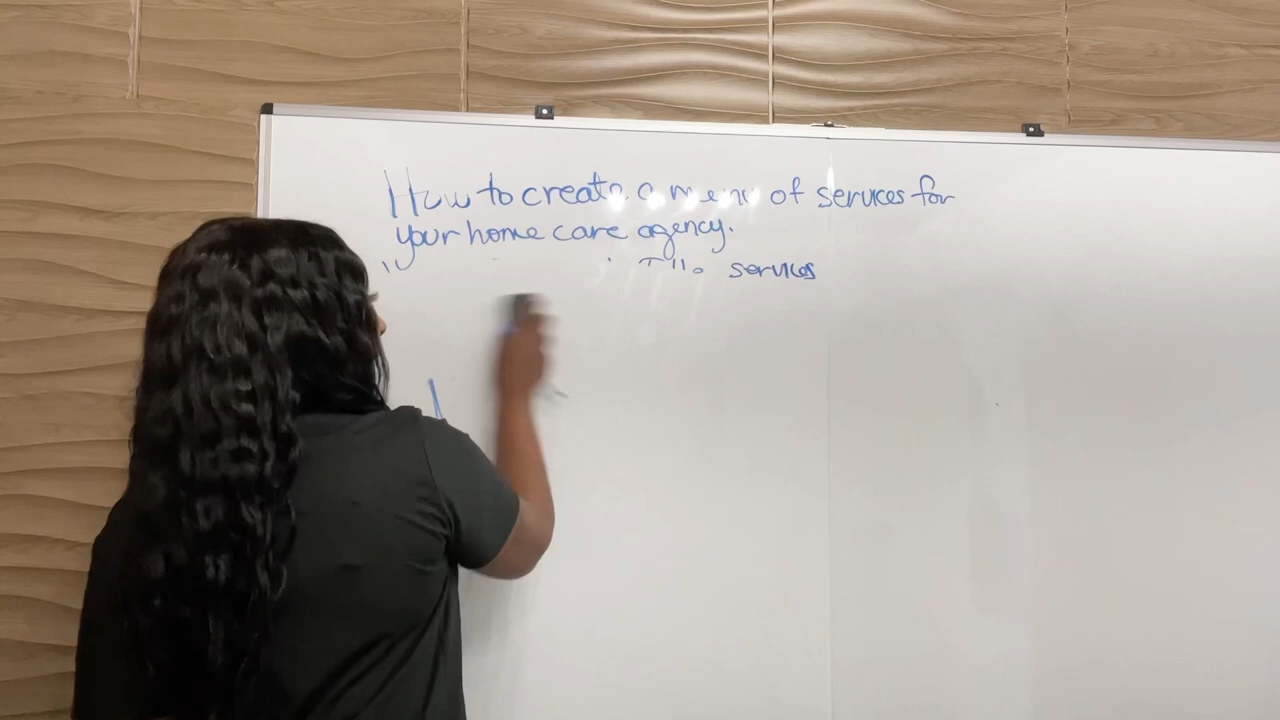 How to create a menu of services for
your home care agency.
services